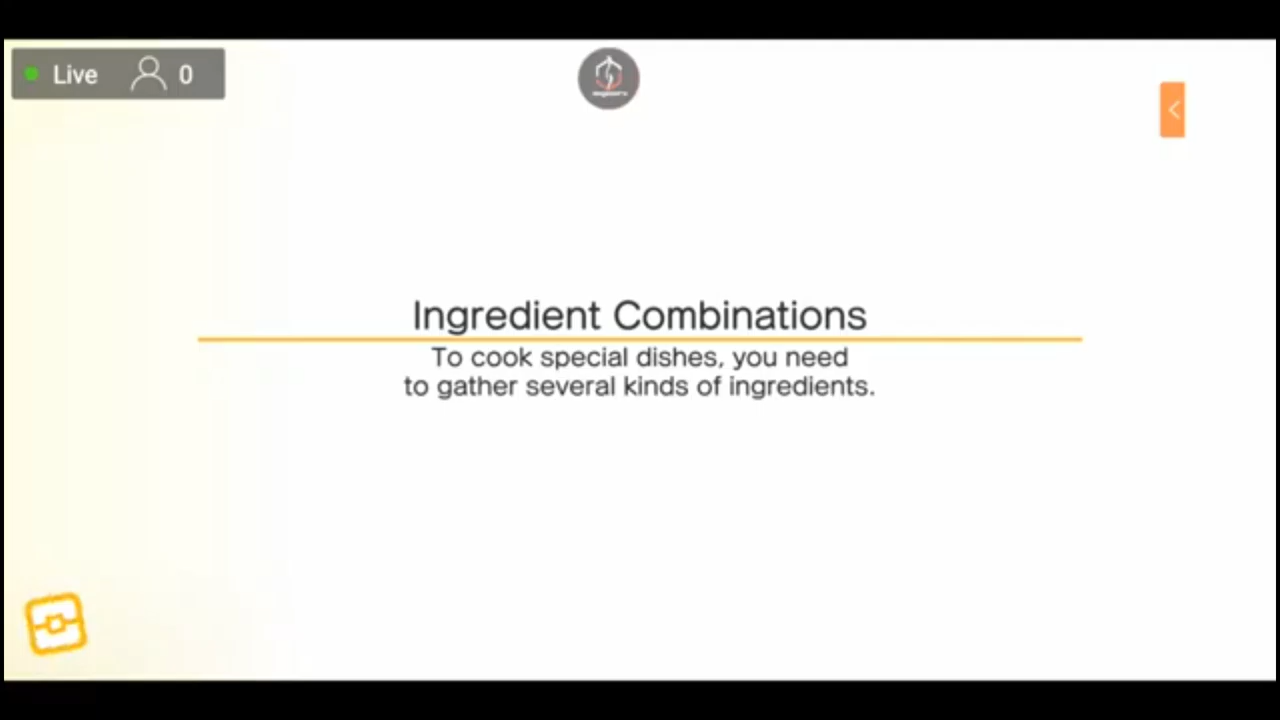 Live 0
Ingredient Combinations
To cook special dishes, you need
to gather several kinds of ingredients.